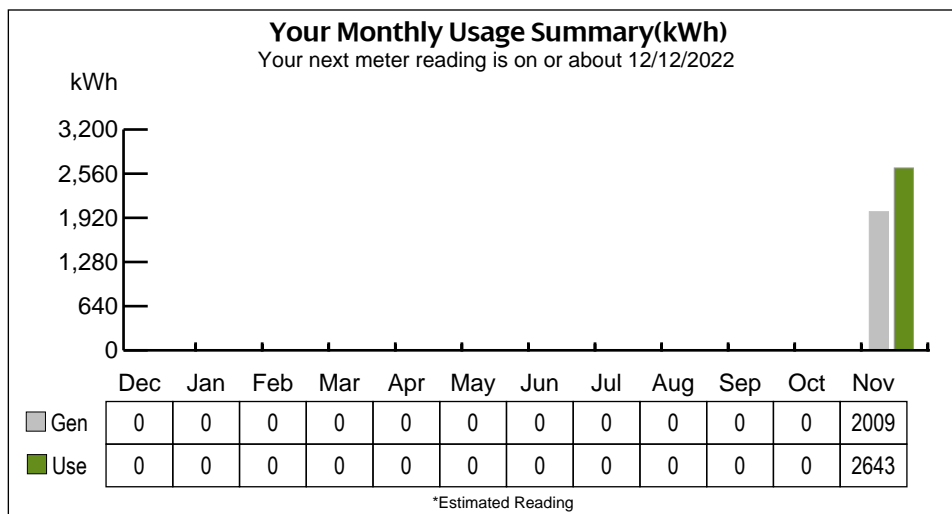 Your Monthly Usage Summary(kWh)
Your next meter reading is on or about 12/12/2022
kWh
3,200
2,560
1,920
1,280
640
0
Dec Jan Feb Mar Apr May Jun Jul Aug Sep Oct Nov
Gen 0 0 0 0 0 0 0 0 0 0 0 2009
Use 0 0 0 0 0 0 0 0 0 0 0 2643
*Estimated Reading